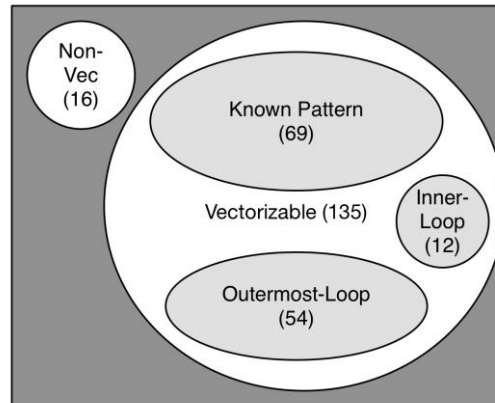 Non-
Vec
(16)
Known Pattern
(69)
Vectorizable (135)
Inner-
Loop
(12)
Outermost-Loop
(54)